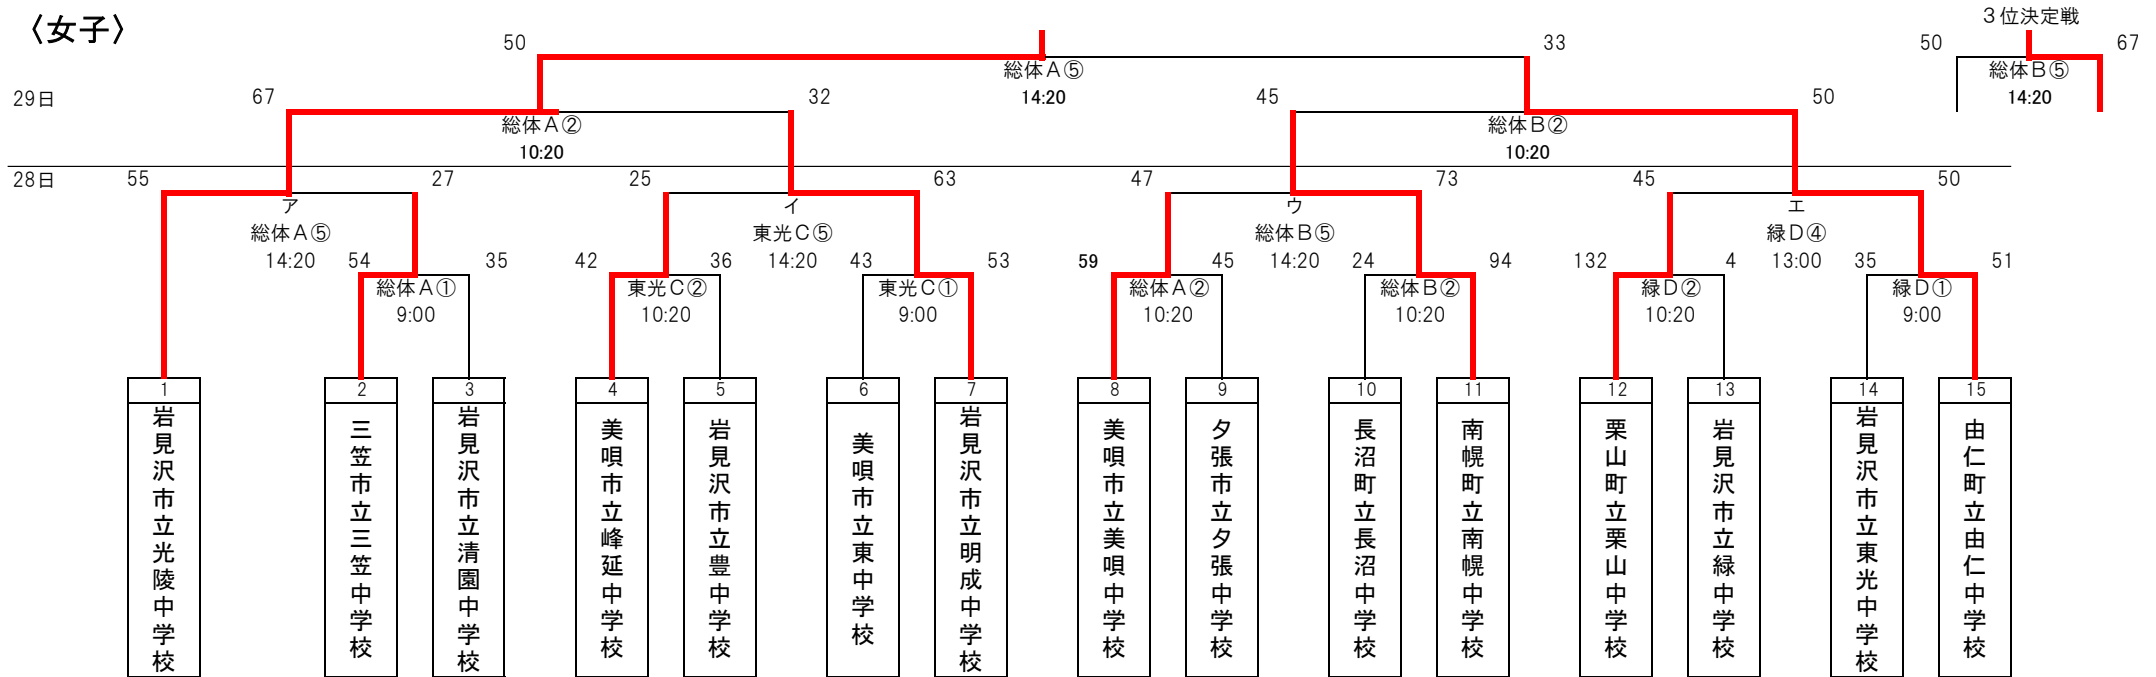 〈女子〉
３位決定戦
50 33 50 67
総体Ａ⑤ 総体Ｂ⑤
29日 67 32 14:20 45 50 14:20
総体Ａ② 総体Ｂ②
10:20 10:20
28日 55 27 25 63 47 73 45 50
ア イ ウ エ
総体Ａ⑤ 東光Ｃ⑤ 総体Ｂ⑤ 緑Ｄ④
14:20 54 35 42 36 14:20 43 53 59 45 14:20 24 94 132 4 13:00 35 51
総体Ａ① 東光Ｃ② 東光Ｃ① 総体Ａ② 総体Ｂ② 緑Ｄ② 緑Ｄ①
9:00 10:20 9:00 10:20 10:20 10:20 9:00
1 2 3 4 5 6 7 8 9 10 11 12 13 14 15
岩見沢市立光陵中学校
三笠市立三笠中学校
岩見沢市立清園中学校
美唄市立峰延中学校
岩見沢市立豊中学校
美唄市立東中学校
岩見沢市立明成中学校
美唄市立美唄中学校
夕張市立夕張中学校
長沼町立長沼中学校
南幌町立南幌中学校
栗山町立栗山中学校
岩見沢市立緑中学校
岩見沢市立東光中学校
由仁町立由仁中学校